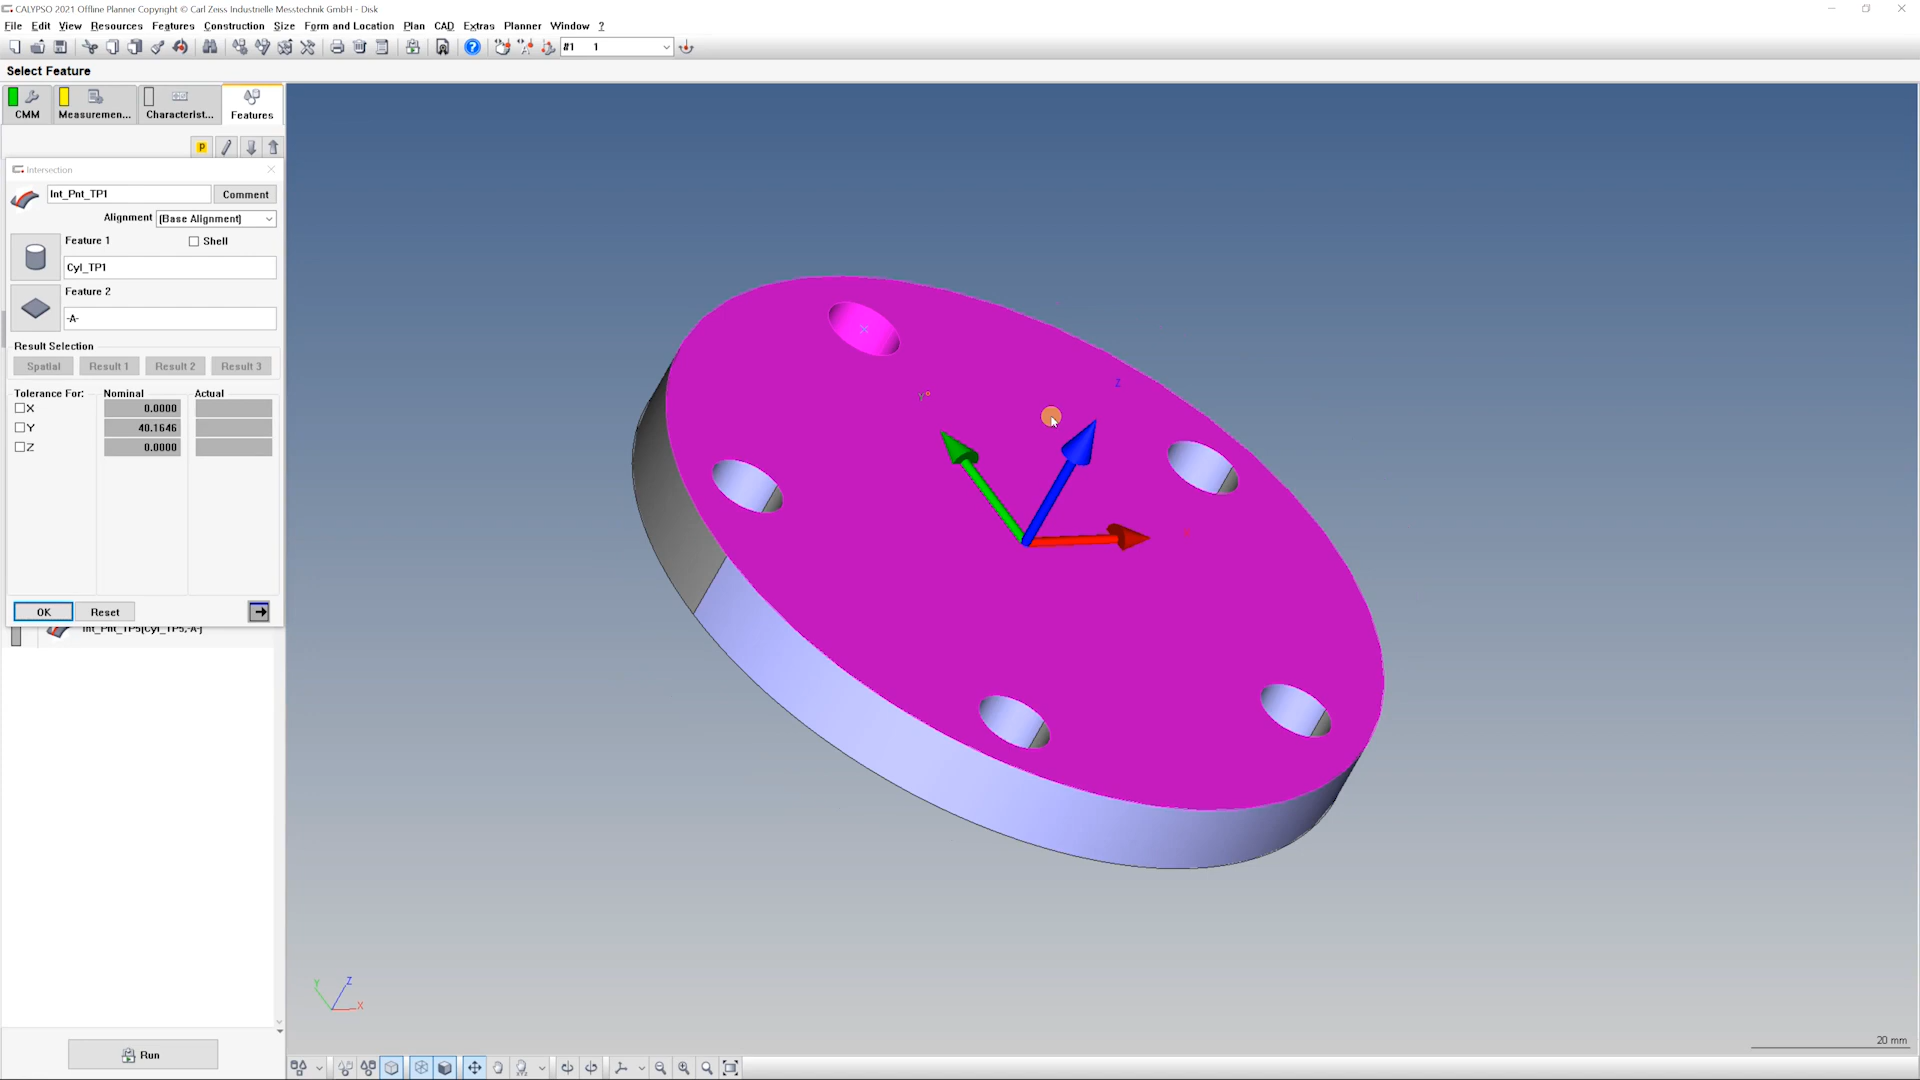 CALYPSO 2021 Offline Planner Copyright © Carl Zeiss Industrielle Messtechnik GmbH - Disk
File Edit View Resources Features Construction Size Form and Location Plan CAD Extras Planner Window ?
#1 1
Select Feature
CMM Measuremen... Characterist... Features
P
Intersection
Int_Pnt_TP1 Comment
Alignment (Base Alignment)
Feature 1 Shell
Cyl_TP1
Feature 2
-A-
Result Selection
Spatial Result 1 Result 2 Result 3
Tolerance For: Nominal Actual
X 0.0000
Y 40.1646
Z 0.0000
OK Reset
Int_Pnt_TP5(Cyl_TP5,-A-)
Run
Z
Y
Y Z
X
20 mm